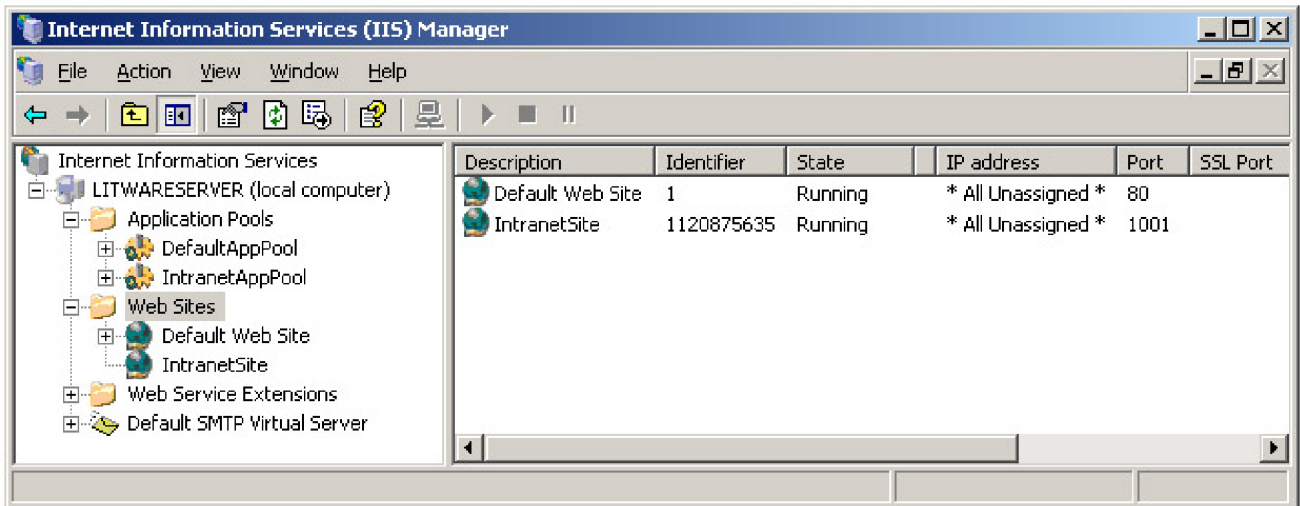 Internet Information Services (IIS) Manager
File Action View Window Help
Internet Information Services
LITWARESERVER (local computer)
Application Pools
DefaultAppPool
IntranetAppPool
Web Sites
Default Web Site
IntranetSite
Web Service Extensions
Default SMTP Virtual Server
Description Identifier State IP address Port SSL Port
Default Web Site 1 Running * All Unassigned * 80
IntranetSite 1120875635 Running * All Unassigned * 1001